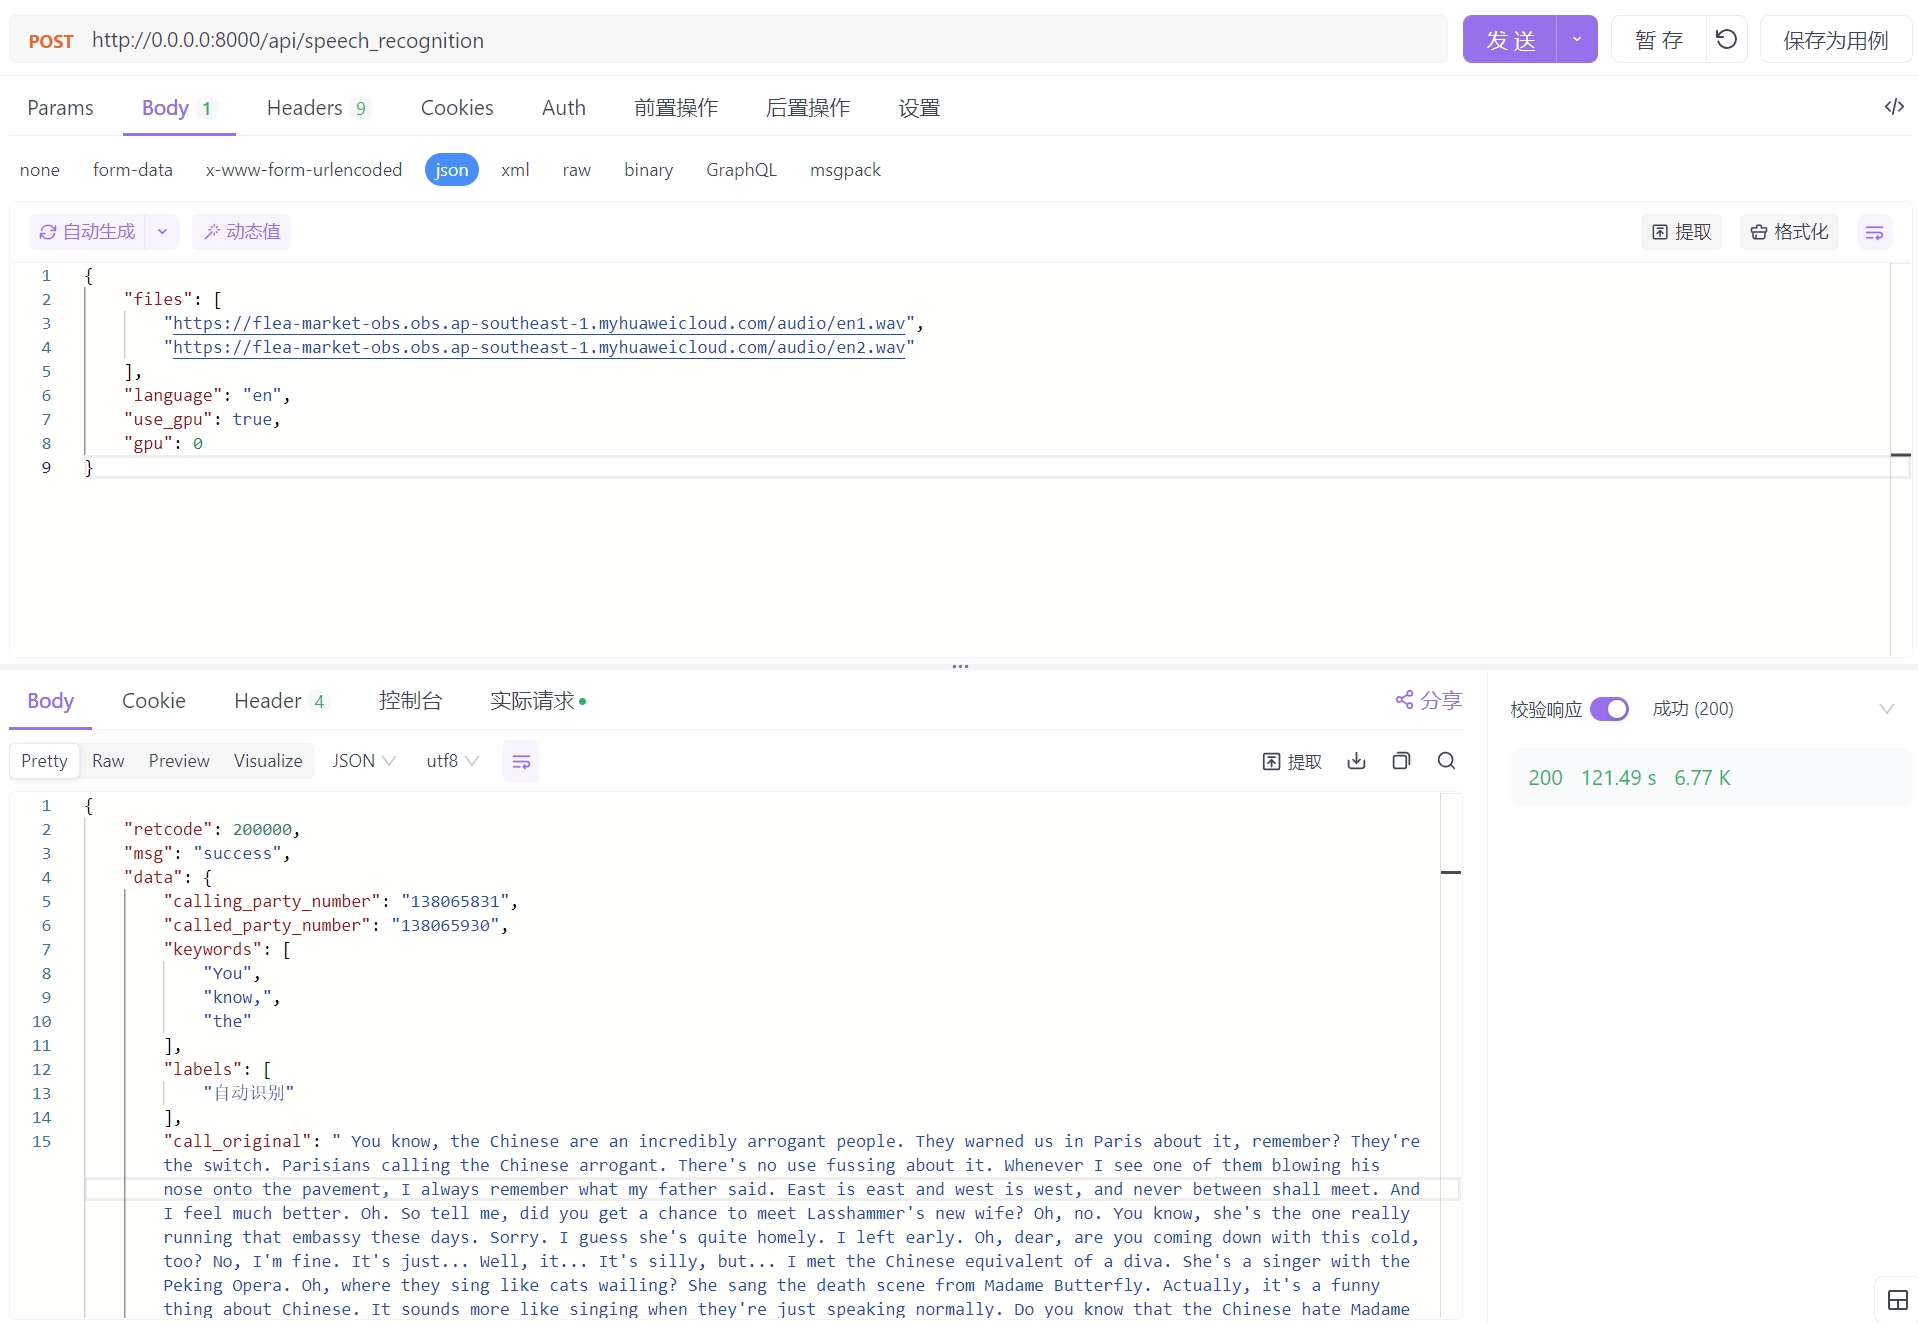 POST http://0.0.0.0:8000/api/speech_recognition 发 送 暂 存 保存为用例
Params Body 1 Headers 9 Cookies Auth 前置操作 后置操作 设置 </>
none form-data x-www-form-urlencoded json xml raw binary GraphQL msgpack
自动生成 动态值 提取 格式化
1 {
2 "files": [
3 "https://flea-market-obs.obs.ap-southeast-1.myhuaweicloud.com/audio/en1.wav",
4 "https://flea-market-obs.obs.ap-southeast-1.myhuaweicloud.com/audio/en2.wav"
5 ],
6 "language": "en",
7 "use_gpu": true,
8 "gpu": 0
9 }
Body Cookie Header 4 控制台 实际请求 分享
校验响应 成功 (200)
Pretty Raw Preview Visualize JSON utf8 提取
200 121.49 s 6.77 K
1 {
2 "retcode": 200000,
3 "msg": "success",
4 "data": {
5 "calling_party_number": "138065831",
6 "called_party_number": "138065930",
7 "keywords": [
8 "You",
9 "know,",
10 "the"
11 ],
12 "labels": [
13 "自动识别"
14 ],
15 "call_original": " You know, the Chinese are an incredibly arrogant people. They warned us in Paris about it, remember? They're
the switch. Parisians calling the Chinese arrogant. There's no use fussing about it. Whenever I see one of them blowing his
nose onto the pavement, I always remember what my father said. East is east and west is west, and never between shall meet. And
I feel much better. Oh. So tell me, did you get a chance to meet Lasshammer's new wife? Oh, no. You know, she's the one really
running that embassy these days. Sorry. I guess she's quite homely. I left early. Oh, dear, are you coming down with this cold,
too? No, I'm fine. It's just... Well, it... It's silly, but... I met the Chinese equivalent of a diva. She's a singer with the
Peking Opera. Oh, where they sing like cats wailing? She sang the death scene from Madame Butterfly. Actually, it's a funny
thing about Chinese. It sounds more like singing when they're just speaking normally. Do you know that the Chinese hate Madame